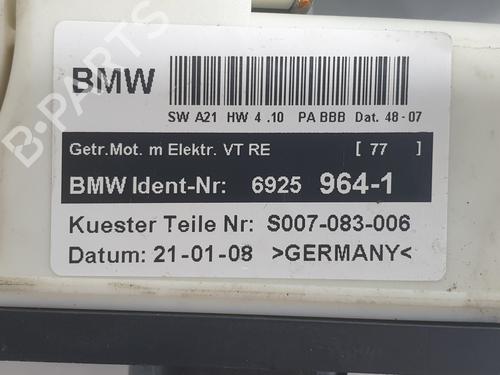 BMW
SW A21 HW 4 .10 PA BBB Dat. 48-07
Getr.Mot. m Elektr. VT RE [ 77 ]
BMW Ident-Nr: 6925 964-1
Kuester Teile Nr: S007-083-006
Datum: 21-01-08 >GERMANY<
B-PARTS